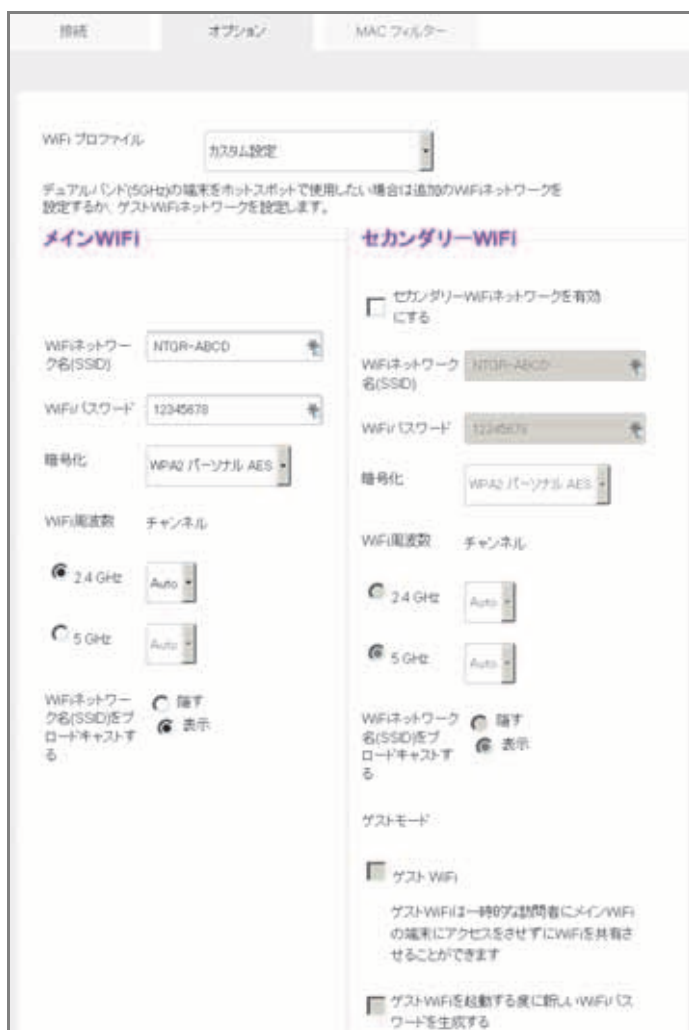 接続
オプション
MAC フィルター
WiFi プロファイル
カスタム設定
デュアルバンド(5GHz)の端末をホットスポットで使用したい場合は追加のWiFiネットワークを
設定するか、ゲストWiFiネットワークを設定します。
メインWiFi
WiFiネットワー
ク名(SSID)
NTGR-ABCD
WiFiパスワード
12345678
暗号化
WPA2 パーソナル AES
WiFi周波数
チャンネル
2.4 GHz
Auto
5 GHz
Auto
WiFiネットワー
ク名(SSID)をブ
ロードキャストす
る
隠す
表示
セカンダリーWiFi
セカンダリーWiFiネットワークを有効
にする
WiFiネットワーク
名(SSID)
NTGR-ABCD
WiFiパスワード
12345678
暗号化
WPA2 パーソナル AES
WiFi周波数
チャンネル
2.4 GHz
Auto
5 GHz
Auto
WiFiネットワーク
名(SSID)をブ
ロードキャストす
る
隠す
表示
ゲストモード
ゲスト WiFi
ゲストWiFiは一時的な訪問者にメインWiFi
の端末にアクセスをさせずにWiFiを共有さ
せることができます
ゲストWiFiを起動する度に新しいWiFiパス
ワードを生成する